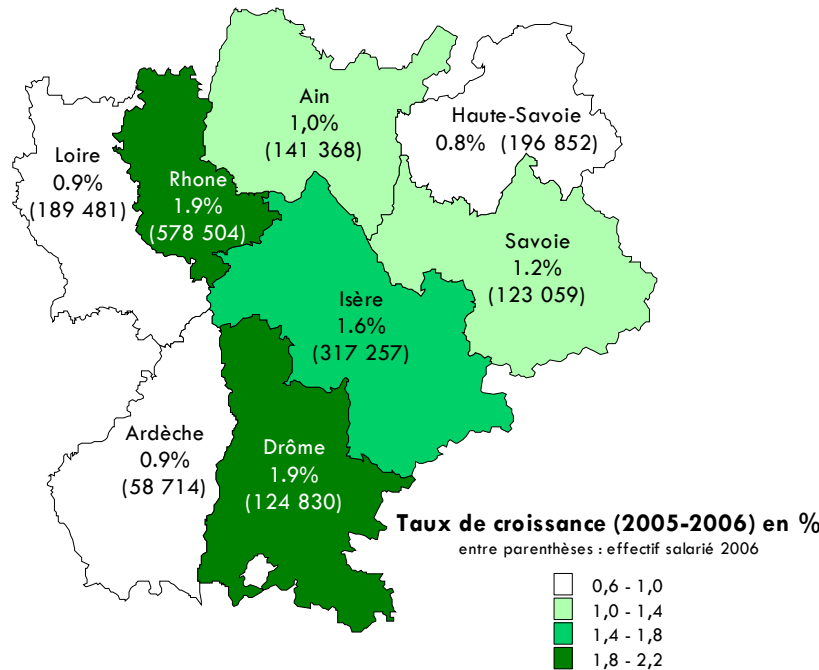 Ain
1,0%
(141 368)
Haute-Savoie
0.8% (196 852)
Loire
0.9%
(189 481)
Rhone
1.9%
(578 504)
Savoie
1.2%
(123 059)
Isère
1.6%
(317 257)
Ardèche
0.9%
(58 714)
Drôme
1.9%
(124 830)
Taux de croissance (2005-2006) en %
entre parenthèses : effectif salarié 2006
0,6 - 1,0
1,0 - 1,4
1,4 - 1,8
1,8 - 2,2